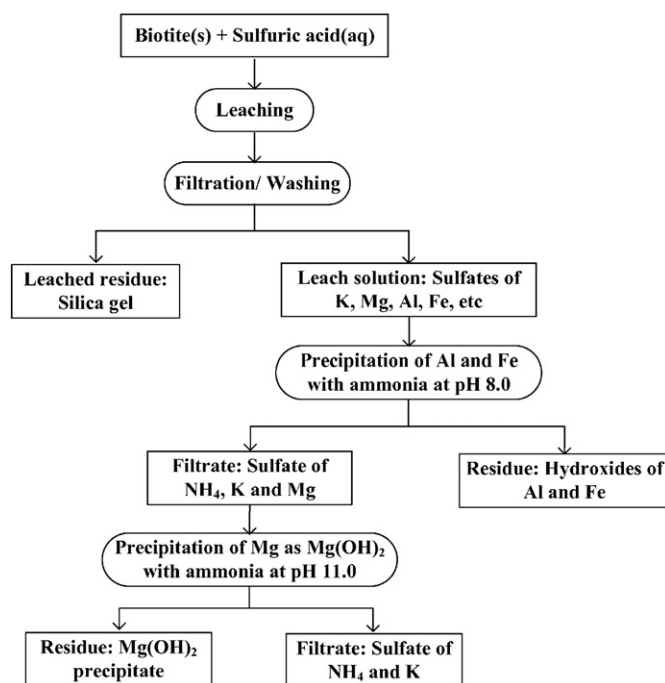 Biotite(s) + Sulfuric acid(aq)
Leaching
Filtration/ Washing
Leached residue:
Silica gel
Leach solution: Sulfates of
K, Mg, Al, Fe, etc
Precipitation of Al and Fe
with ammonia at pH 8.0
Filtrate: Sulfate of
NH₄, K and Mg
Residue: Hydroxides of
Al and Fe
Precipitation of Mg as Mg(OH)₂
with ammonia at pH 11.0
Residue: Mg(OH)₂
precipitate
Filtrate: Sulfate of
NH₄ and K